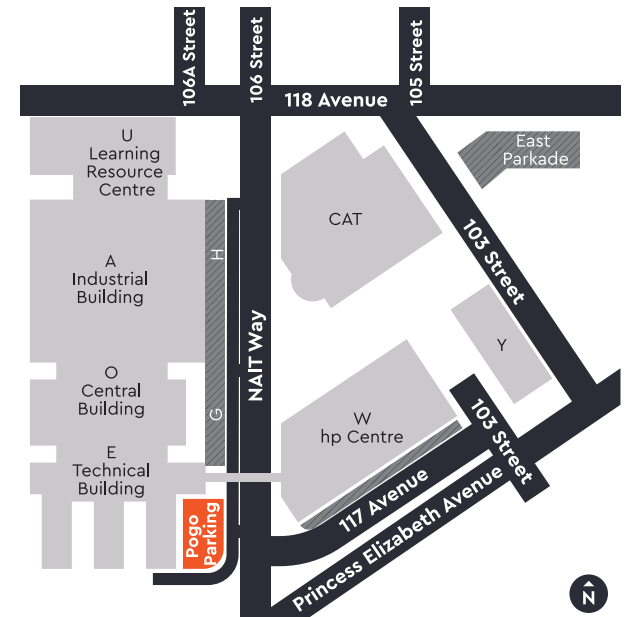 106A Street
106 Street
105 Street
118 Avenue
U
Learning
Resource
Centre
East
Parkade
CAT
103 Street
H
A
Industrial
Building
NAIT Way
Y
O
Central
Building
G
W
hp Centre
103 Street
E
Technical
Building
117 Avenue
Princess Elizabeth Avenue
Pogo
Parking
N